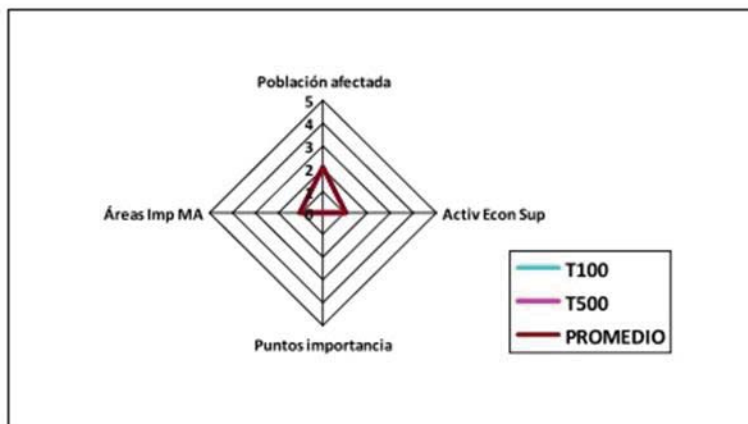 Población afectada
5
4
3
2
1
0
Áreas Imp MA
Activ Econ Sup
Puntos importancia
T100
T500
PROMEDIO